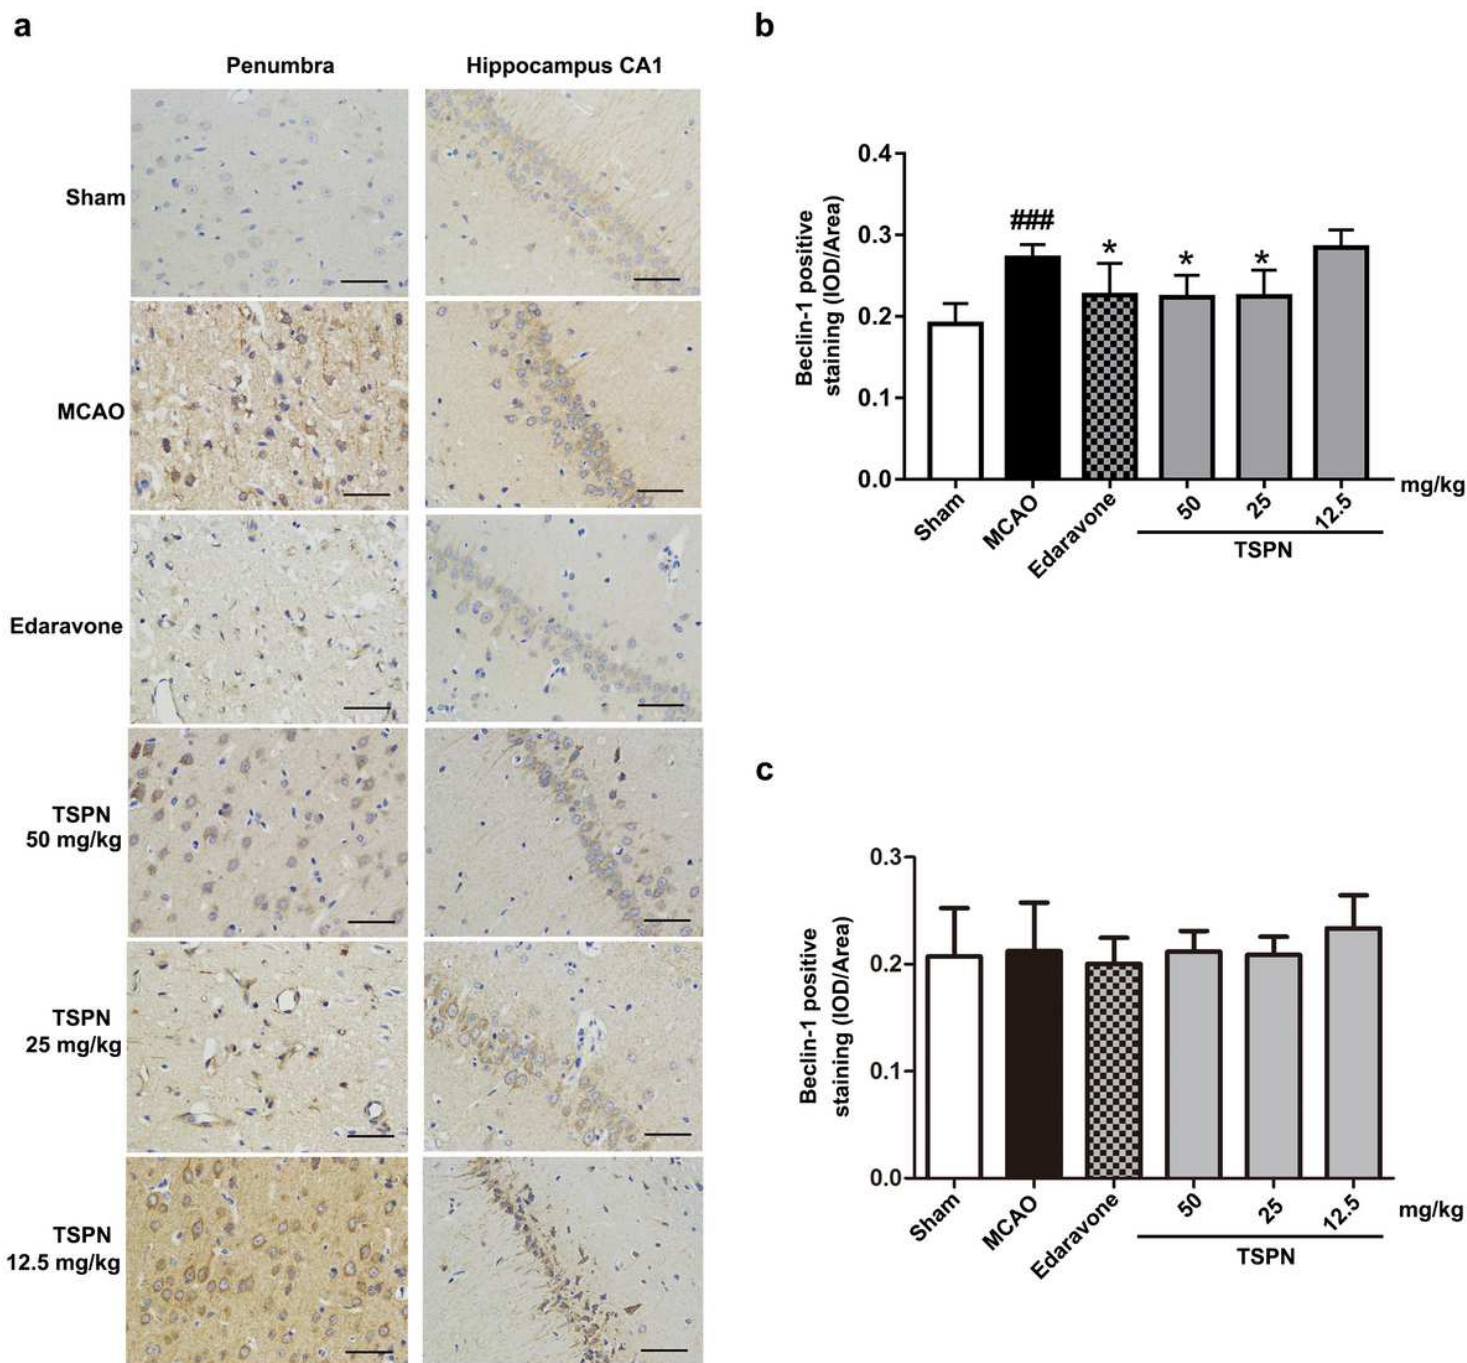 a
Penumbra
Hippocampus CA1
Sham
MCAO
Edaravone
TSPN
50 mg/kg
TSPN
25 mg/kg
TSPN
12.5 mg/kg
b
Beclin-1 positive
staining (IOD/Area)
0.4
0.3
0.2
0.1
0.0
###
*
*
*
Sham
MCAO
Edaravone
50
25
12.5
mg/kg
TSPN
c
Beclin-1 positive
staining (IOD/Area)
0.3
0.2
0.1
0.0
Sham
MCAO
Edaravone
50
25
12.5
mg/kg
TSPN